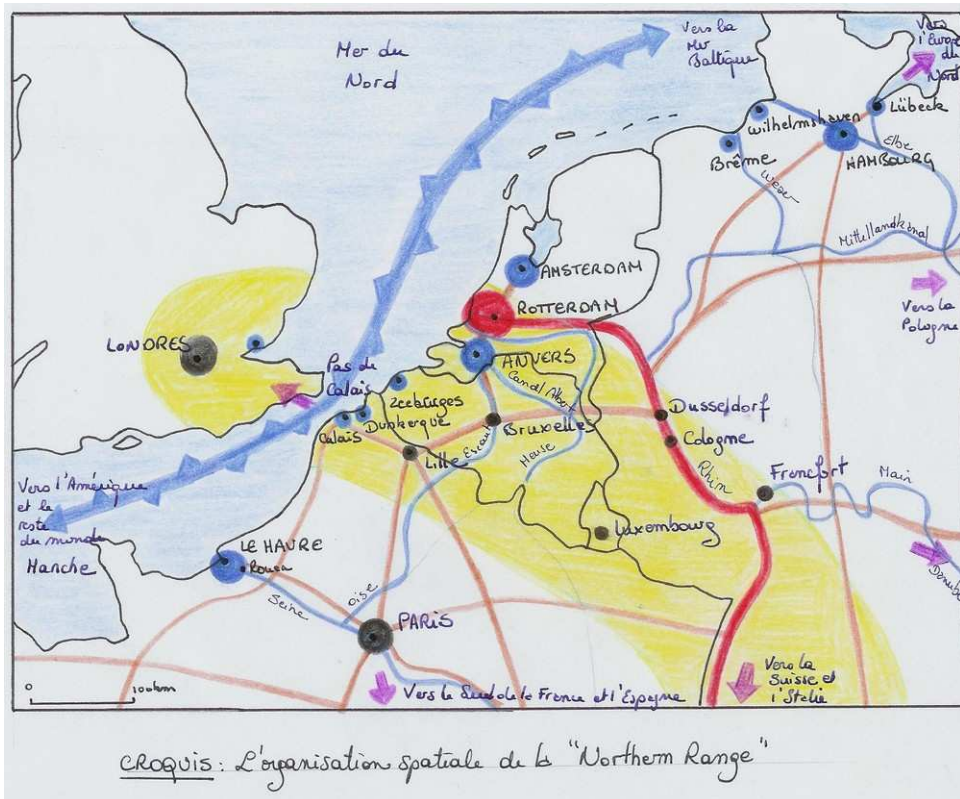 Mer du
Nord
Vers la
Mer
Baltique
Vers
l'Europe
du
Nord
Lübeck
Wilhelmshaven
Brême
Elbe
HAMBOURG
Weser
Mittellandkanal
AMSTERDAM
ROTTERDAM
Vers la
Pologne
LONDRES
Pas de
Calais
ANVERS
Zeebruges
Canal Albert
Dunkerque
Calais
Bruxelles
Dusseldorf
Cologne
Lille
Escaut
Meuse
Rhin
Francfort
Main
Vers l'Amérique
et le
reste
du monde
Luxembourg
Manche
LE HAVRE
Rouen
Seine
Oise
PARIS
Danube
0
100km
Vers le Sud de la France et l'Espagne
Vers la
Suisse et
l'Italie
CROQUIS : L'organisation spatiale de la "Northern Range"